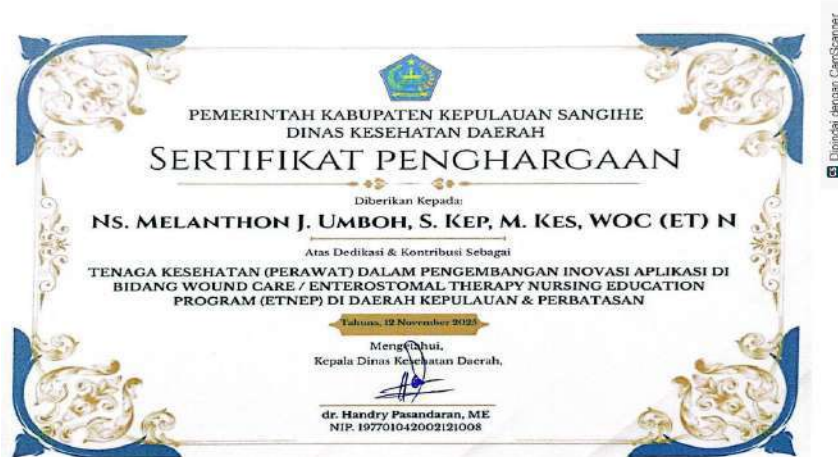 PEMERINTAH KABUPATEN KEPULAUAN SANGIHE
DINAS KESEHATAN DAERAH
SERTIFIKAT PENGHARGAAN
Diberikan Kepada:
NS. MELANTHON J. UMBOH, S. KEP, M. KES, WOC (ET) N
Atas Dedikasi & Kontribusi Sebagai
TENAGA KESEHATAN (PERAWAT) DALAM PENGEMBANGAN INOVASI APLIKASI DI
BIDANG WOUND CARE / ENTEROSTOMAL THERAPY NURSING EDUCATION
PROGRAM (ETNEP) DI DAERAH KEPULAUAN & PERBATASAN
Tahuna, 12 November 2025
Mengetahui,
Kepala Dinas Kesehatan Daerah,
dr. Handry Pasandaran, ME
NIP. 197701042002121008
CS Dipindai dengan CamScanner